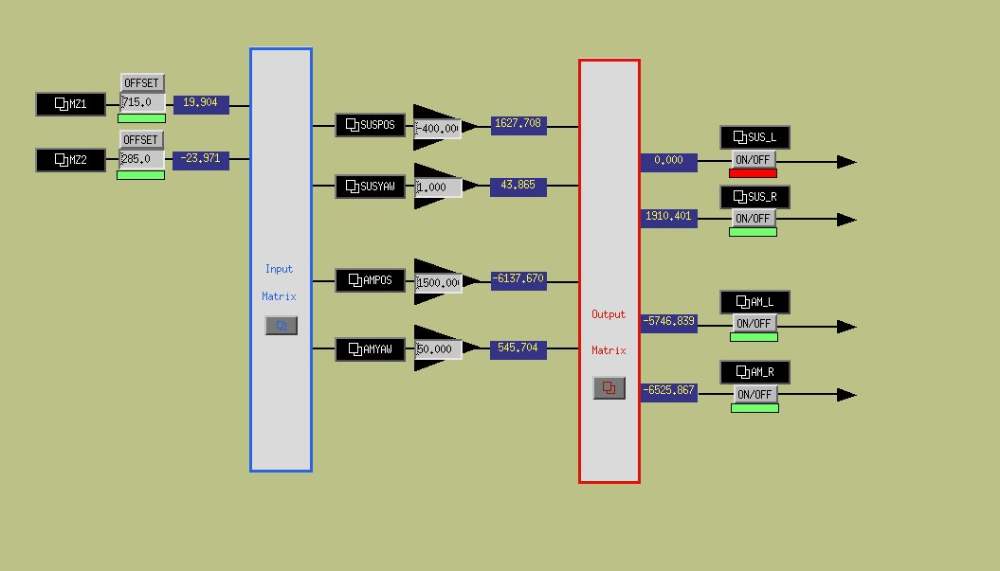 OFFSET
MZ1
715.0
19.904
OFFSET
MZ2
285.0
-23.971
Input
Matrix
SUSPOS
-400.00
1627.708
SUSYAW
1.000
43.865
AMPOS
1500.00
-6137.670
AMYAW
50.000
545.704
Output
Matrix
SUS_L
0.000
ON/OFF
SUS_R
1910.401
ON/OFF
AM_L
-5746.839
ON/OFF
AM_R
-6525.867
ON/OFF